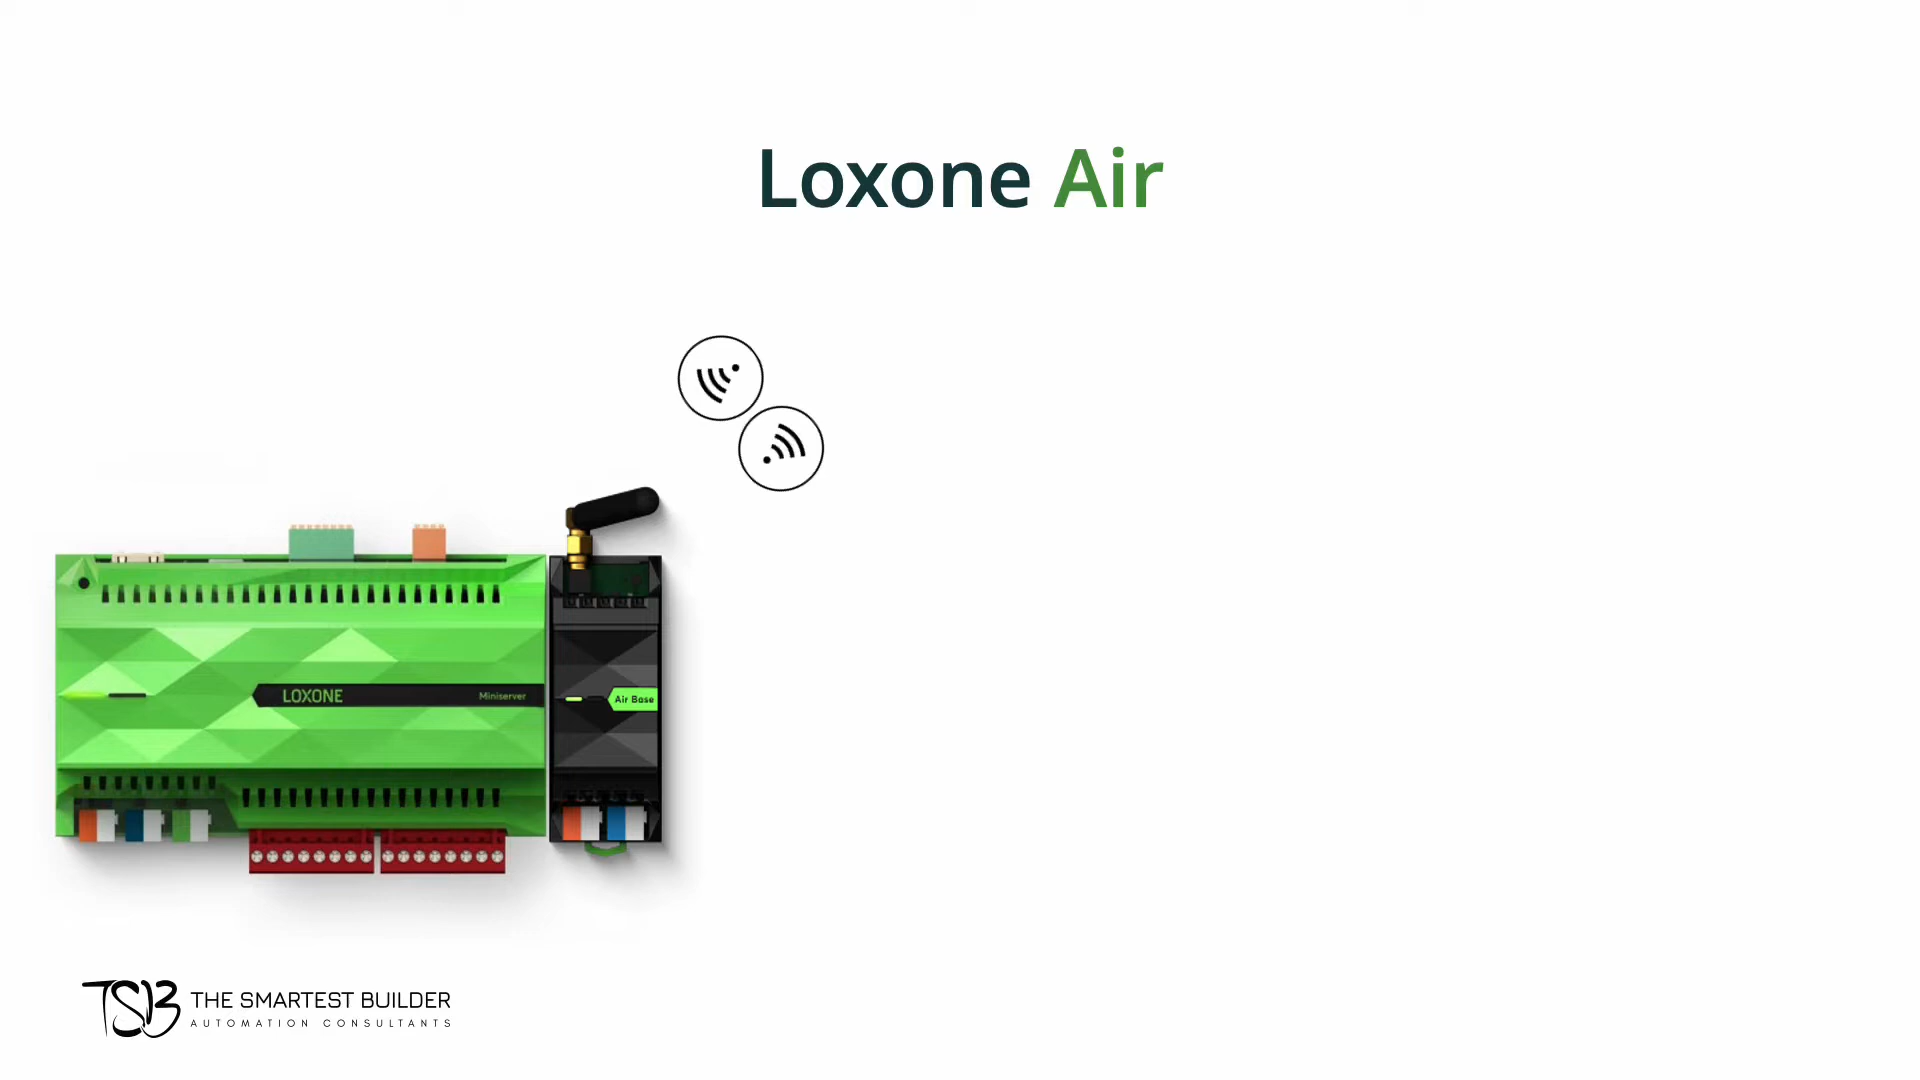 Loxone Air
LOXONE
Miniserver
Air Base
TSB
THE SMARTEST BUILDER
AUTOMATION CONSULTANTS